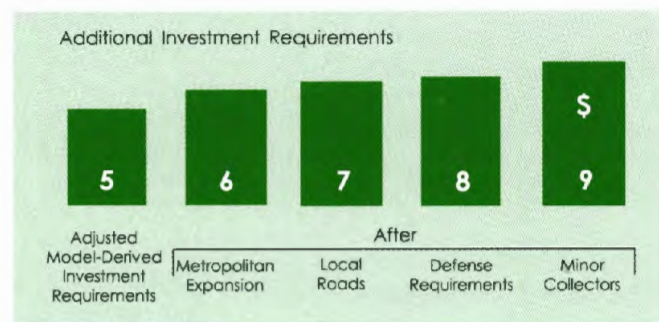 Additional Investment Requirements
$
5 6 7 8 9
Adjusted
Model-Derived
Investment
Requirements
After
Metropolitan
Expansion
Local
Roads
Defense
Requirements
Minor
Collectors